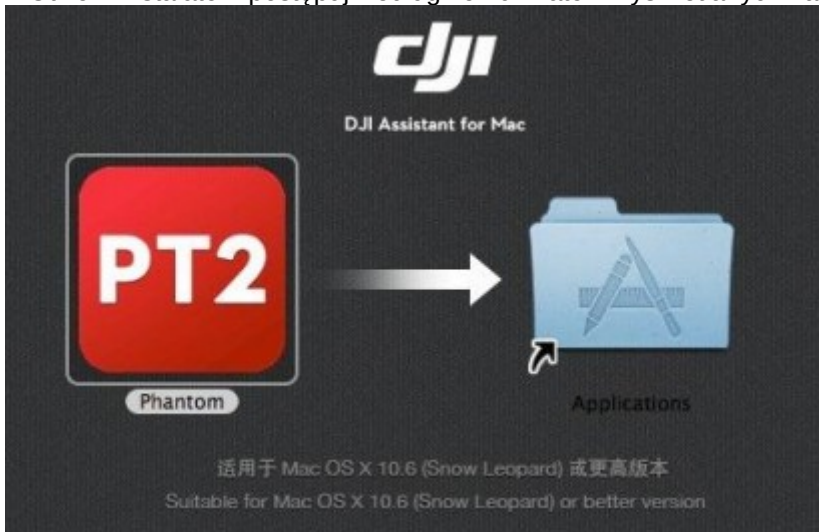 dji
DJI Assistant for Mac
PT2
Phantom
Applications
适用于 Mac OS X 10.6 (Snow Leopard) 或更高版本
Suitable for Mac OS X 10.6 (Snow Leopard) or better version